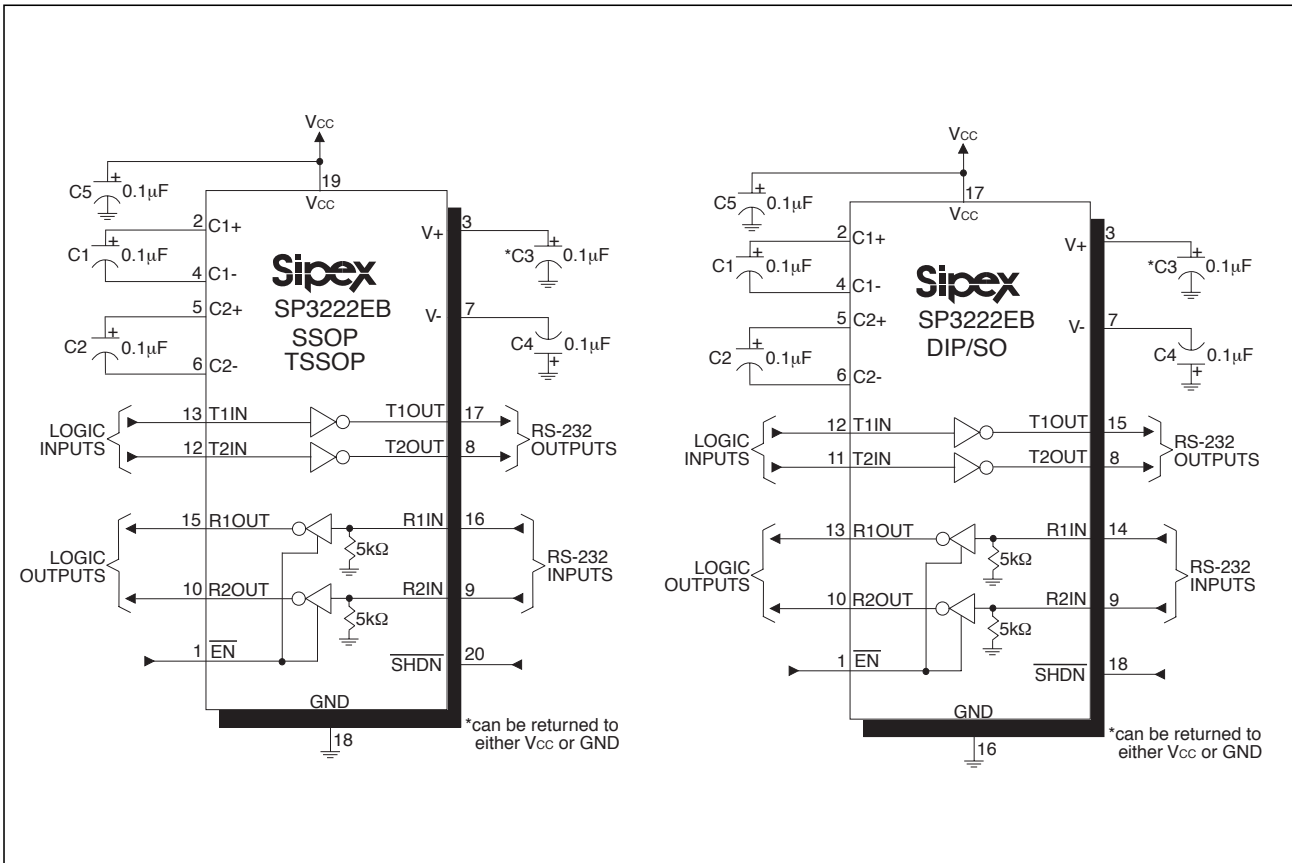 VCC
19
VCC
C5
+
0.1µF
2
C1+
C1
+
0.1µF
4
C1-
5
C2+
C2
+
0.1µF
6
C2-
Sipex
SP3222EB
SSOP
TSSOP
V+
3
*C3
+
0.1µF
V-
7
C4
0.1µF
+
LOGIC
INPUTS
13
T1IN
T1OUT
17
12
T2IN
T2OUT
8
RS-232
OUTPUTS
LOGIC
OUTPUTS
15
R1OUT
R1IN
16
5kΩ
10
R2OUT
R2IN
9
5kΩ
RS-232
INPUTS
1
EN
SHDN
20
GND
18
*can be returned to
either VCC or GND
VCC
17
VCC
C5
+
0.1µF
2
C1+
C1
+
0.1µF
4
C1-
5
C2+
C2
+
0.1µF
6
C2-
Sipex
SP3222EB
DIP/SO
V+
3
*C3
+
0.1µF
V-
7
C4
0.1µF
+
LOGIC
INPUTS
12
T1IN
T1OUT
15
11
T2IN
T2OUT
8
RS-232
OUTPUTS
LOGIC
OUTPUTS
13
R1OUT
R1IN
14
5kΩ
10
R2OUT
R2IN
9
5kΩ
RS-232
INPUTS
1
EN
SHDN
18
GND
16
*can be returned to
either VCC or GND